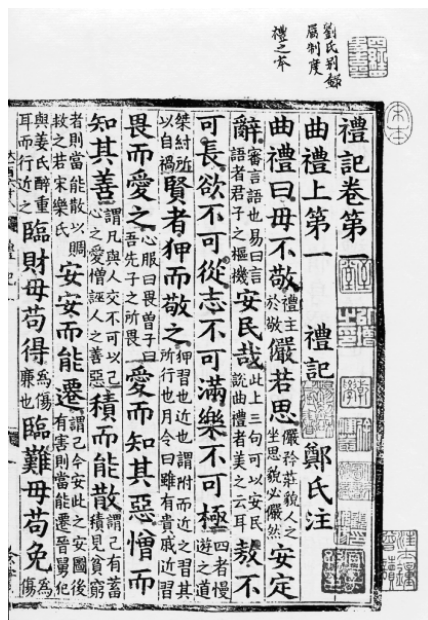 劉氏别錄
屬制度
禮記卷第一
曲禮上第一 禮記 鄭氏注
曲禮曰毋不敬禮主於敬儼若思儼矜莊貌人之坐思貌必儼然安定
辭審言語也易曰言語者君子之樞機安民哉此上三句可以安民說曲禮者美之云耳敖不
可長欲不可從志不可滿樂不可極四者慢遊之道
桀紂所以自禍賢者狎而敬之狎習也近也謂附而近之習其所行也月令曰雖有貴戚近習
畏而愛之心服曰畏曾子曰吾先子之所畏愛而知其惡憎而
知其善謂凡與人交不可以己心之愛憎誣人之善惡積而能散謂己有蓄積見貧窮
者則當能散以賙救之若宋樂氏安安而能遷謂己今安此之安圖後有害則當能遷晉舅犯
與姜氏醉重耳而行近之臨財毋苟得為傷廉也臨難毋苟免為傷